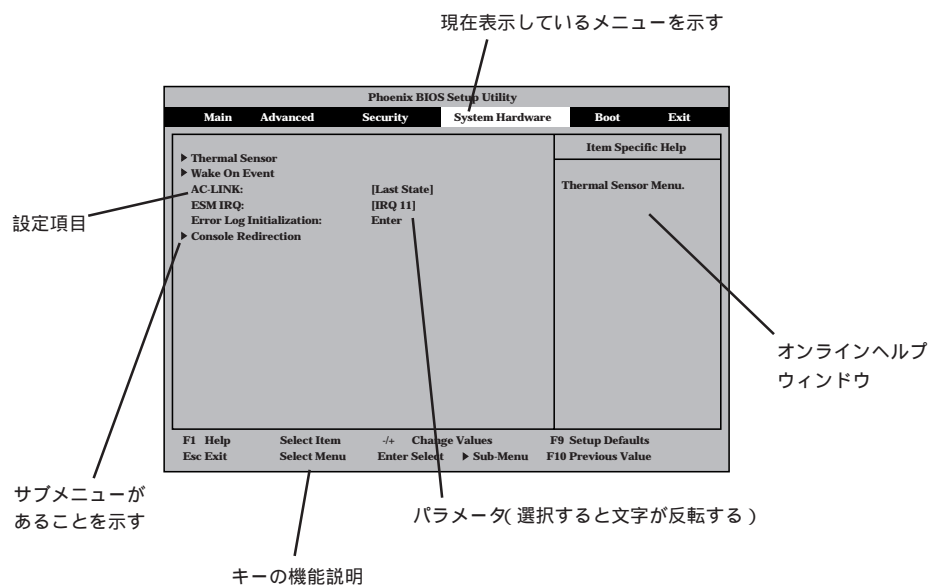 現在表示しているメニューを示す
Phoenix BIOS Setup Utility
Main Advanced Security System Hardware Boot Exit
Item Specific Help
▶ Thermal Sensor
▶ Wake On Event
Thermal Sensor Menu.
AC-LINK: [Last State]
ESM IRQ: [IRQ 11]
Error Log Initialization: Enter
▶ Console Redirection
設定項目
オンラインヘルプ
ウィンドウ
F1 Help Select Item -/+ Change Values F9 Setup Defaults
Esc Exit Select Menu Enter Select ▶ Sub-Menu F10 Previous Value
サブメニューが
あることを示す
パラメータ(選択すると文字が反転する)
キーの機能説明